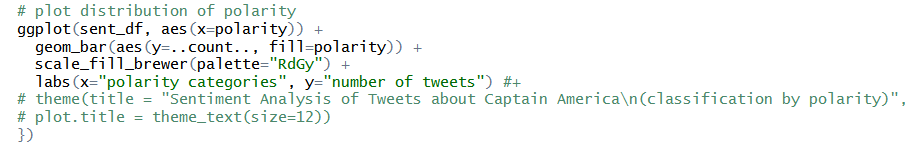 # plot distribution of polarity
ggplot(sent_df, aes(x=polarity)) +
  geom_bar(aes(y=..count.., fill=polarity)) +
  scale_fill_brewer(palette="RdGy") +
  labs(x="polarity categories", y="number of tweets") #+
# theme(title = "Sentiment Analysis of Tweets about Captain America\n(classification by polarity)",
# plot.title = theme_text(size=12))
})